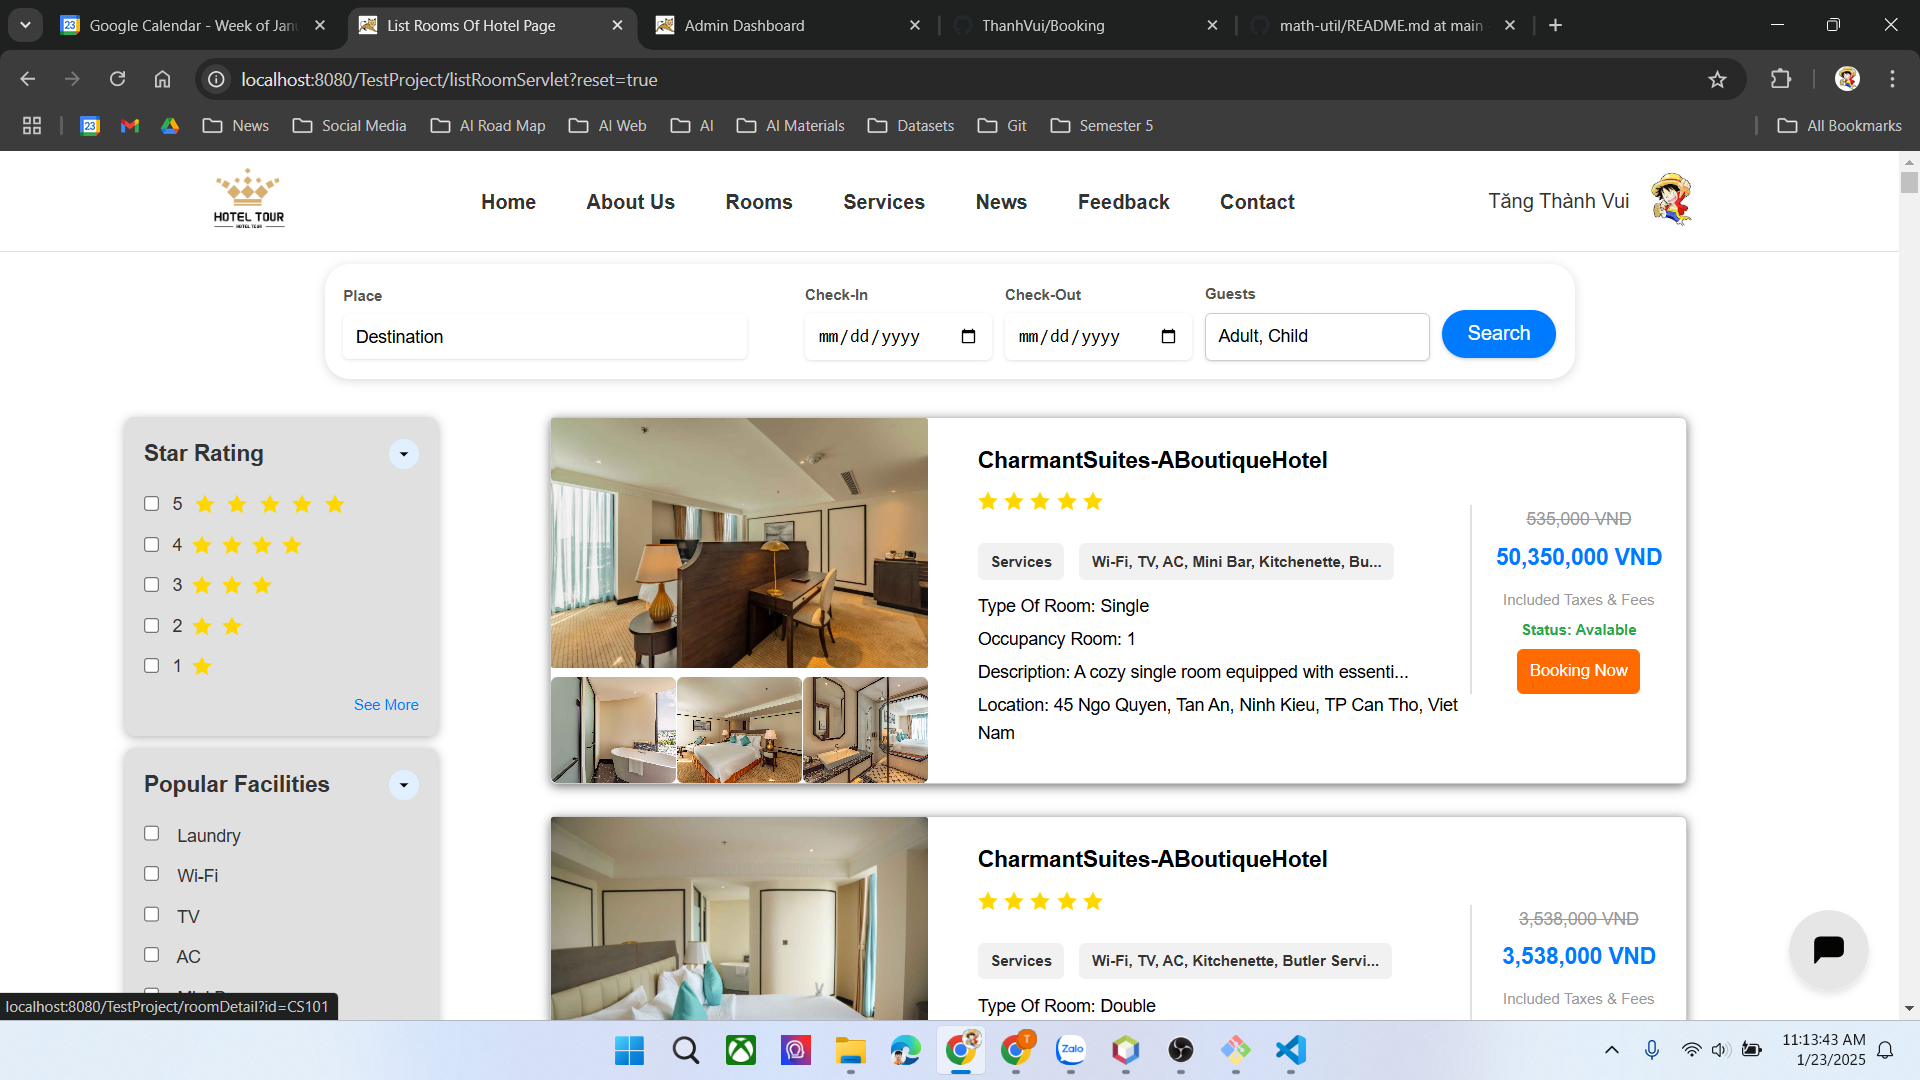 Google Calendar - Week of Jan
List Rooms Of Hotel Page
Admin Dashboard
ThanhVui/Booking
math-util/README.md at main
localhost:8080/TestProject/listRoomServlet?reset=true
23
News
Social Media
AI Road Map
AI Web
AI
AI Materials
Datasets
Git
Semester 5
All Bookmarks
HOTEL TOUR
HOTEL TOUR
Home
About Us
Rooms
Services
News
Feedback
Contact
Tăng Thành Vui
Place
Check-In
Check-Out
Guests
Destination
mm/dd/yyyy
mm/dd/yyyy
Adult, Child
Search
Star Rating
5
4
3
2
1
See More
Popular Facilities
Laundry
Wi-Fi
TV
AC
CharmantSuites-ABoutiqueHotel
Services
Wi-Fi, TV, AC, Mini Bar, Kitchenette, Bu...
Type Of Room: Single
Occupancy Room: 1
Description: A cozy single room equipped with essenti...
Location: 45 Ngo Quyen, Tan An, Ninh Kieu, TP Can Tho, Viet
Nam
535,000 VND
50,350,000 VND
Included Taxes & Fees
Status: Avalable
Booking Now
CharmantSuites-ABoutiqueHotel
Services
Wi-Fi, TV, AC, Kitchenette, Butler Servi...
Type Of Room: Double
3,538,000 VND
3,538,000 VND
Included Taxes & Fees
localhost:8080/TestProject/roomDetail?id=CS101
T
Zalo
11:13:43 AM
1/23/2025